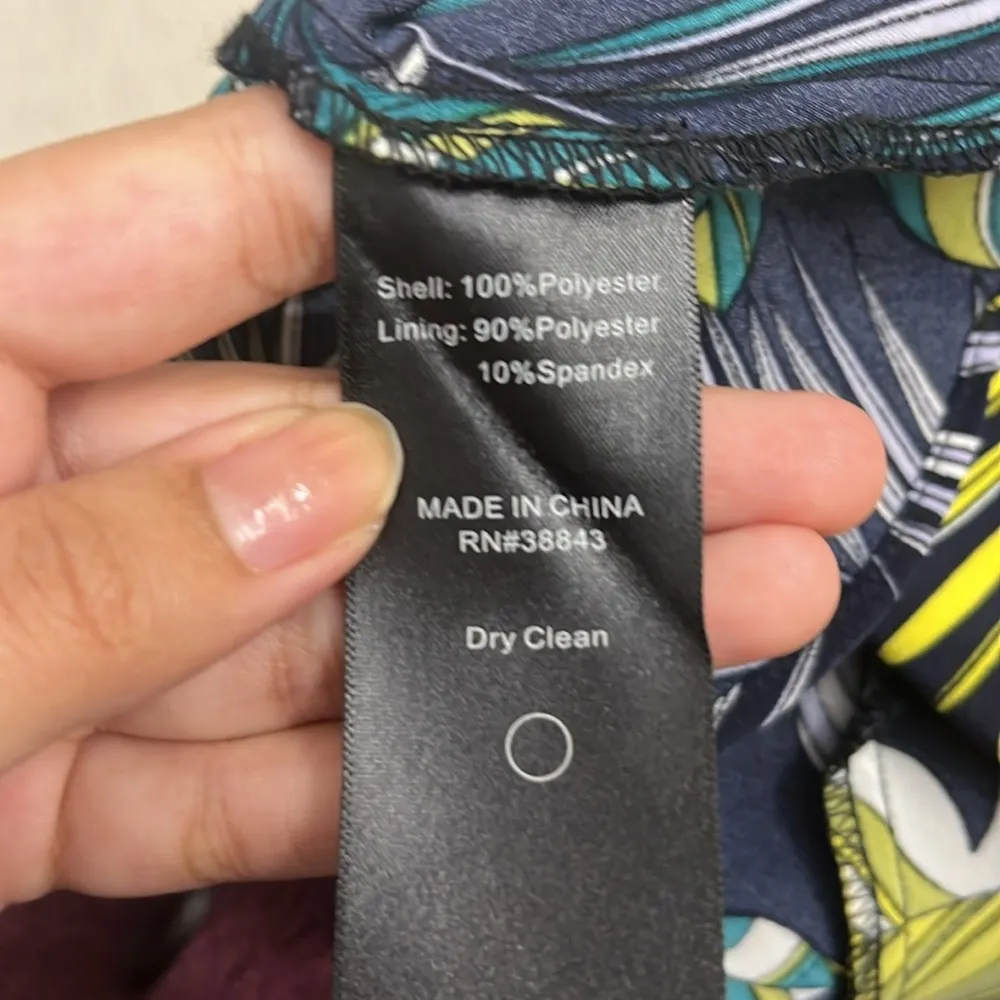 Shell: 100%Polyester
Lining: 90%Polyester
10%Spandex
MADE IN CHINA
RN#38843
Dry Clean